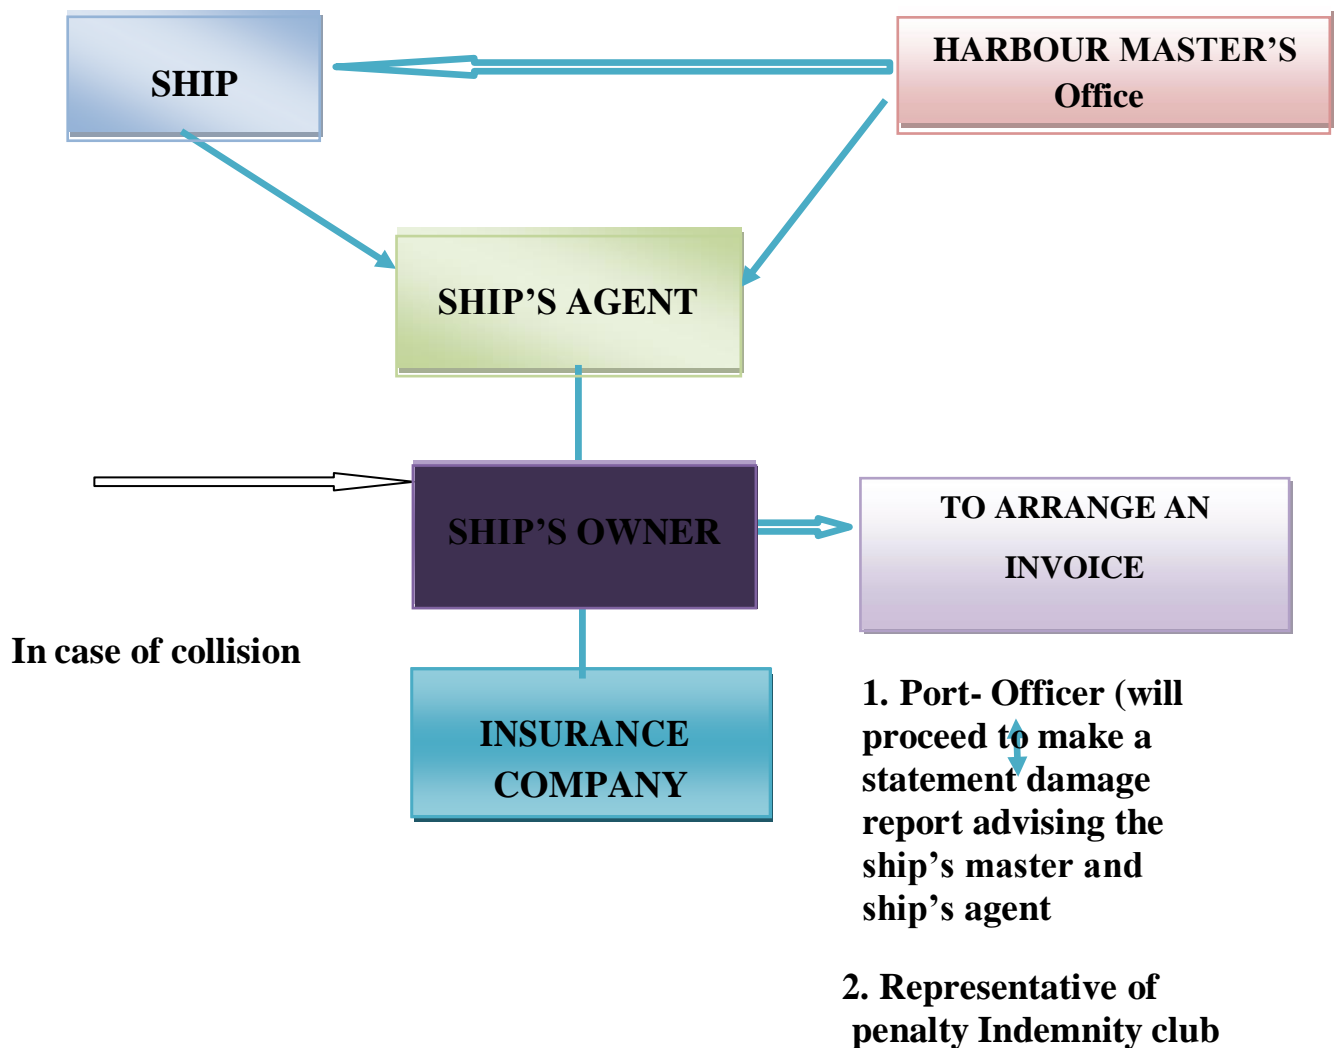 SHIP
HARBOUR MASTER’S
Office
SHIP’S AGENT
SHIP’S OWNER
TO ARRANGE AN
INVOICE
In case of collision
INSURANCE
COMPANY
1. Port- Officer (will
proceed to make a
statement damage
report advising the
ship’s master and
ship’s agent
2. Representative of
penalty Indemnity club